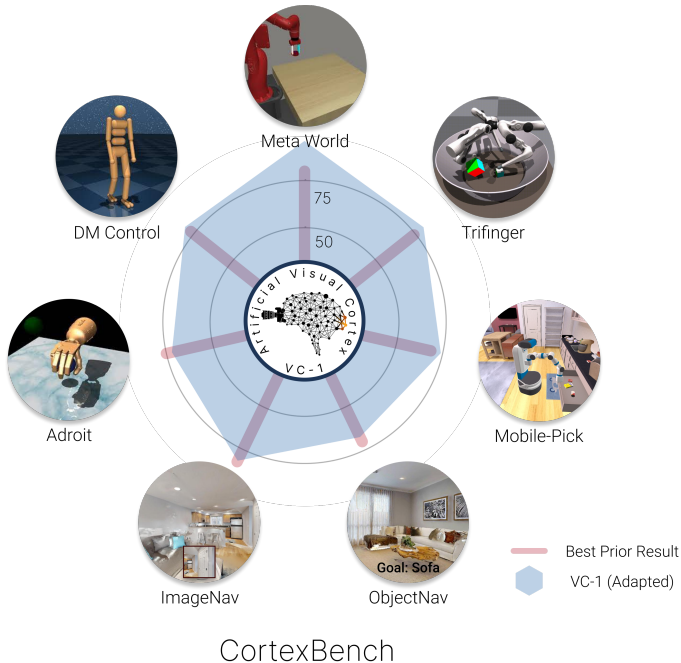 Meta World
DM Control
Trifinger
75
50
Artificial Visual Cortex
VC-1
Adroit
Mobile-Pick
Goal: Sofa
ImageNav
ObjectNav
Best Prior Result
VC-1 (Adapted)
CortexBench